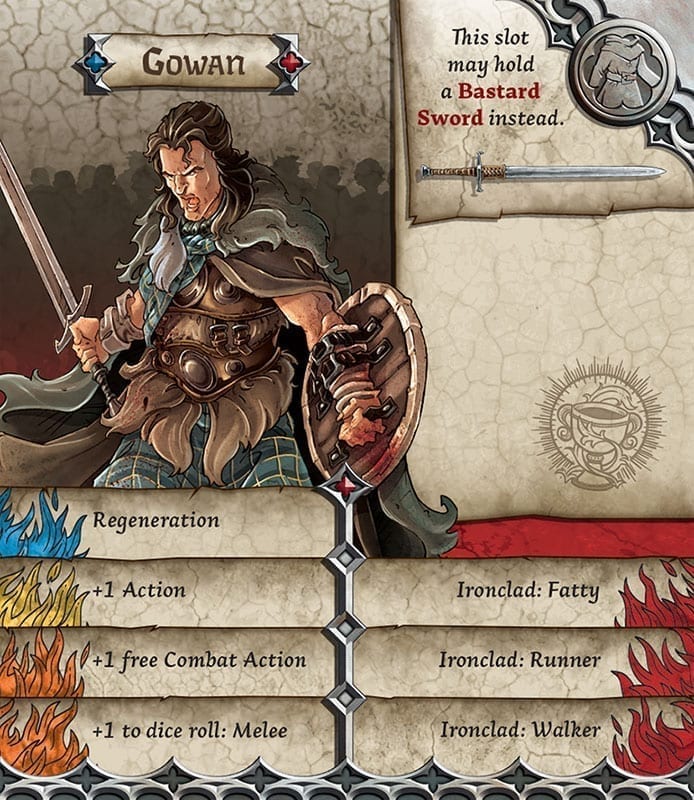 Gowan
This slot
may hold
a Bastard
Sword instead.
Regeneration
+1 Action
+1 free Combat Action
+1 to dice roll: Melee
Ironclad: Fatty
Ironclad: Runner
Ironclad: Walker